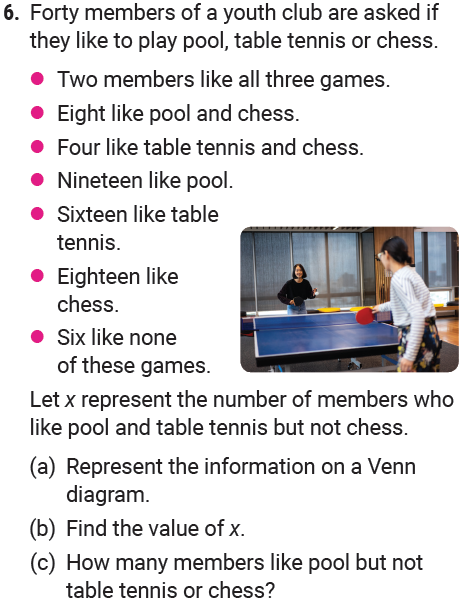 6. Forty members of a youth club are asked if
they like to play pool, table tennis or chess.
● Two members like all three games.
● Eight like pool and chess.
● Four like table tennis and chess.
● Nineteen like pool.
● Sixteen like table
tennis.
● Eighteen like
chess.
● Six like none
of these games.
Let x represent the number of members who
like pool and table tennis but not chess.
(a) Represent the information on a Venn
diagram.
(b) Find the value of x.
(c) How many members like pool but not
table tennis or chess?